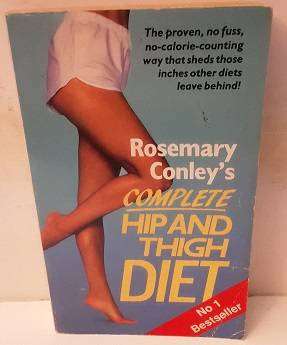 The proven, no fuss,
no-calorie-counting
way that sheds those
inches other diets
leave behind!
Rosemary
Conley's
COMPLETE
HIP AND
THIGH
DIET
No 1
Bestseller